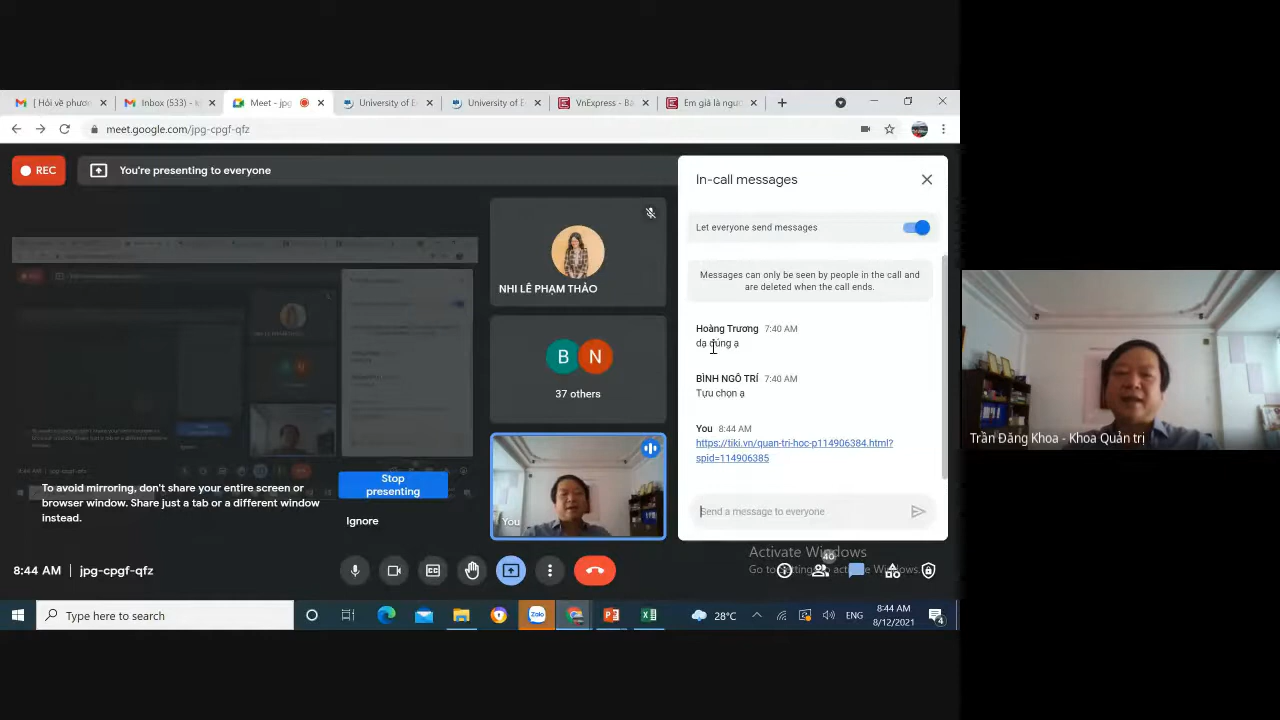 [ Hỏi về phươn
Inbox (533) -
Meet - jpg
University of E
University of E
VnExpress - Bá
Em giả là ngư
meet.google.com/jpg-cpgf-qfz
REC
You're presenting to everyone
In-call messages
Let everyone send messages
Messages can only be seen by people in the call and
are deleted when the call ends.
NHI LÊ PHẠM THẢO
Hoàng Trương 7:40 AM
dạ đúng ạ
B N
37 others
BÌNH NGÔ TRÍ 7:40 AM
Tựu chọn ạ
You 8:44 AM
https://tiki.vn/quan-tri-hoc-p114906384.html?
spid=114906385
Trần Đăng Khoa - Khoa Quản trị
To avoid mirroring, don't share your entire screen or
browser window. Share just a tab or a different window
instead.
Stop
presenting
Ignore
You
Send a message to everyone
Activate Windows
8:44 AM | jpg-cpgf-qfz
40
Type here to search
Zalo
28°C
ENG
8:44 AM
8/12/2021
4